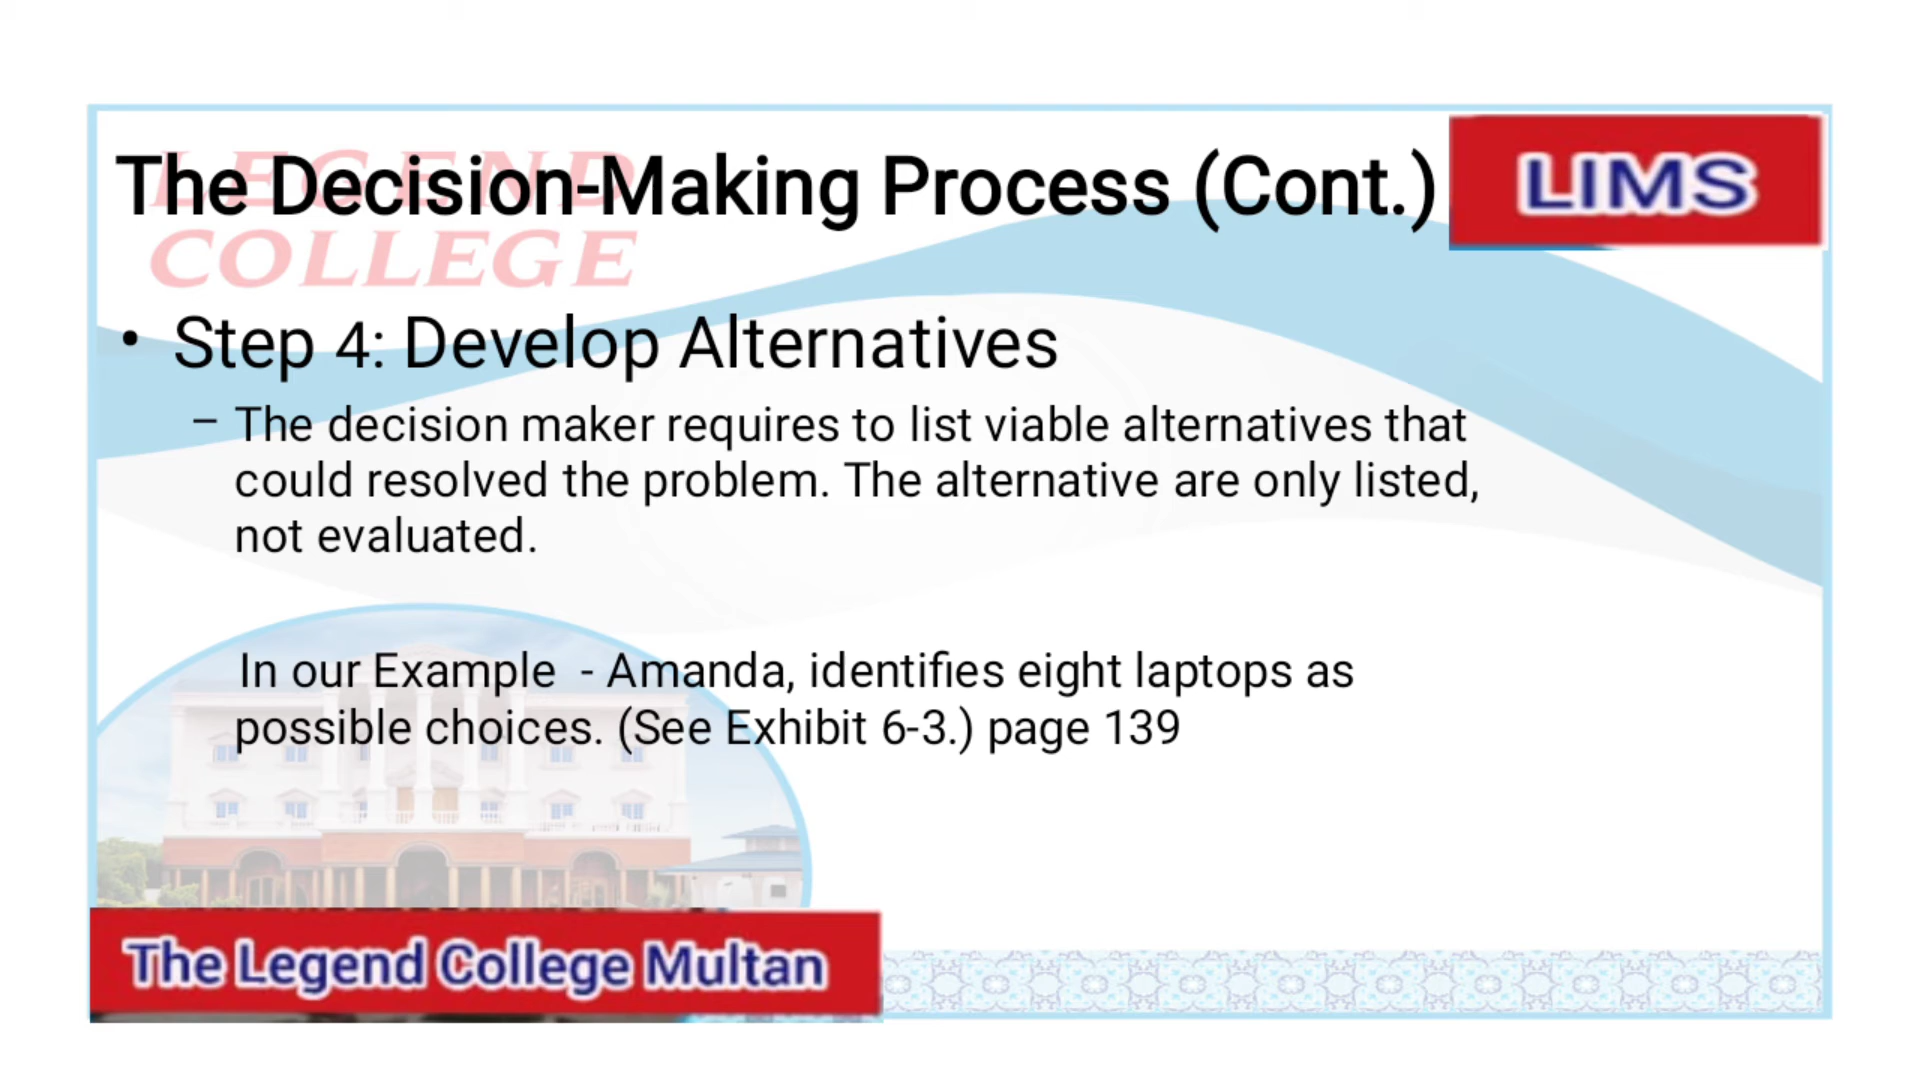 The Decision-Making Process (Cont.)
LIMS
LEGEND
COLLEGE
• Step 4: Develop Alternatives
– The decision maker requires to list viable alternatives that
could resolved the problem. The alternative are only listed,
not evaluated.
In our Example - Amanda, identifies eight laptops as
possible choices. (See Exhibit 6-3.) page 139
The Legend College Multan